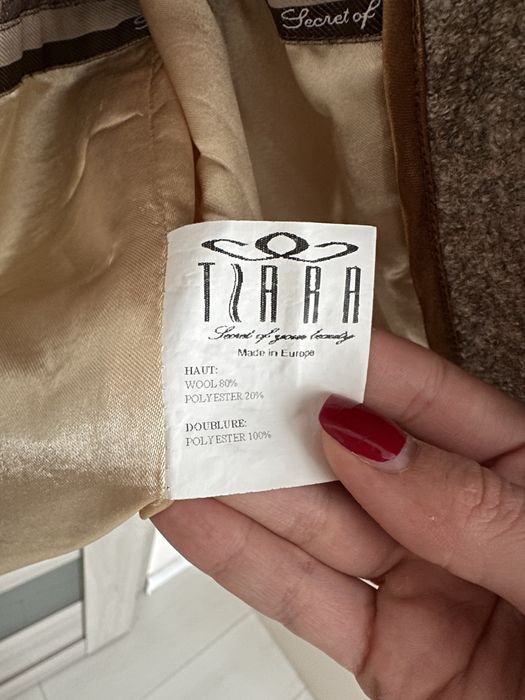 Secret of
TIARA
Secret of your beauty
Made in Europe
HAUT:
WOOL 80%
POLYESTER 20%
DOUBLURE:
POLYESTER 100%